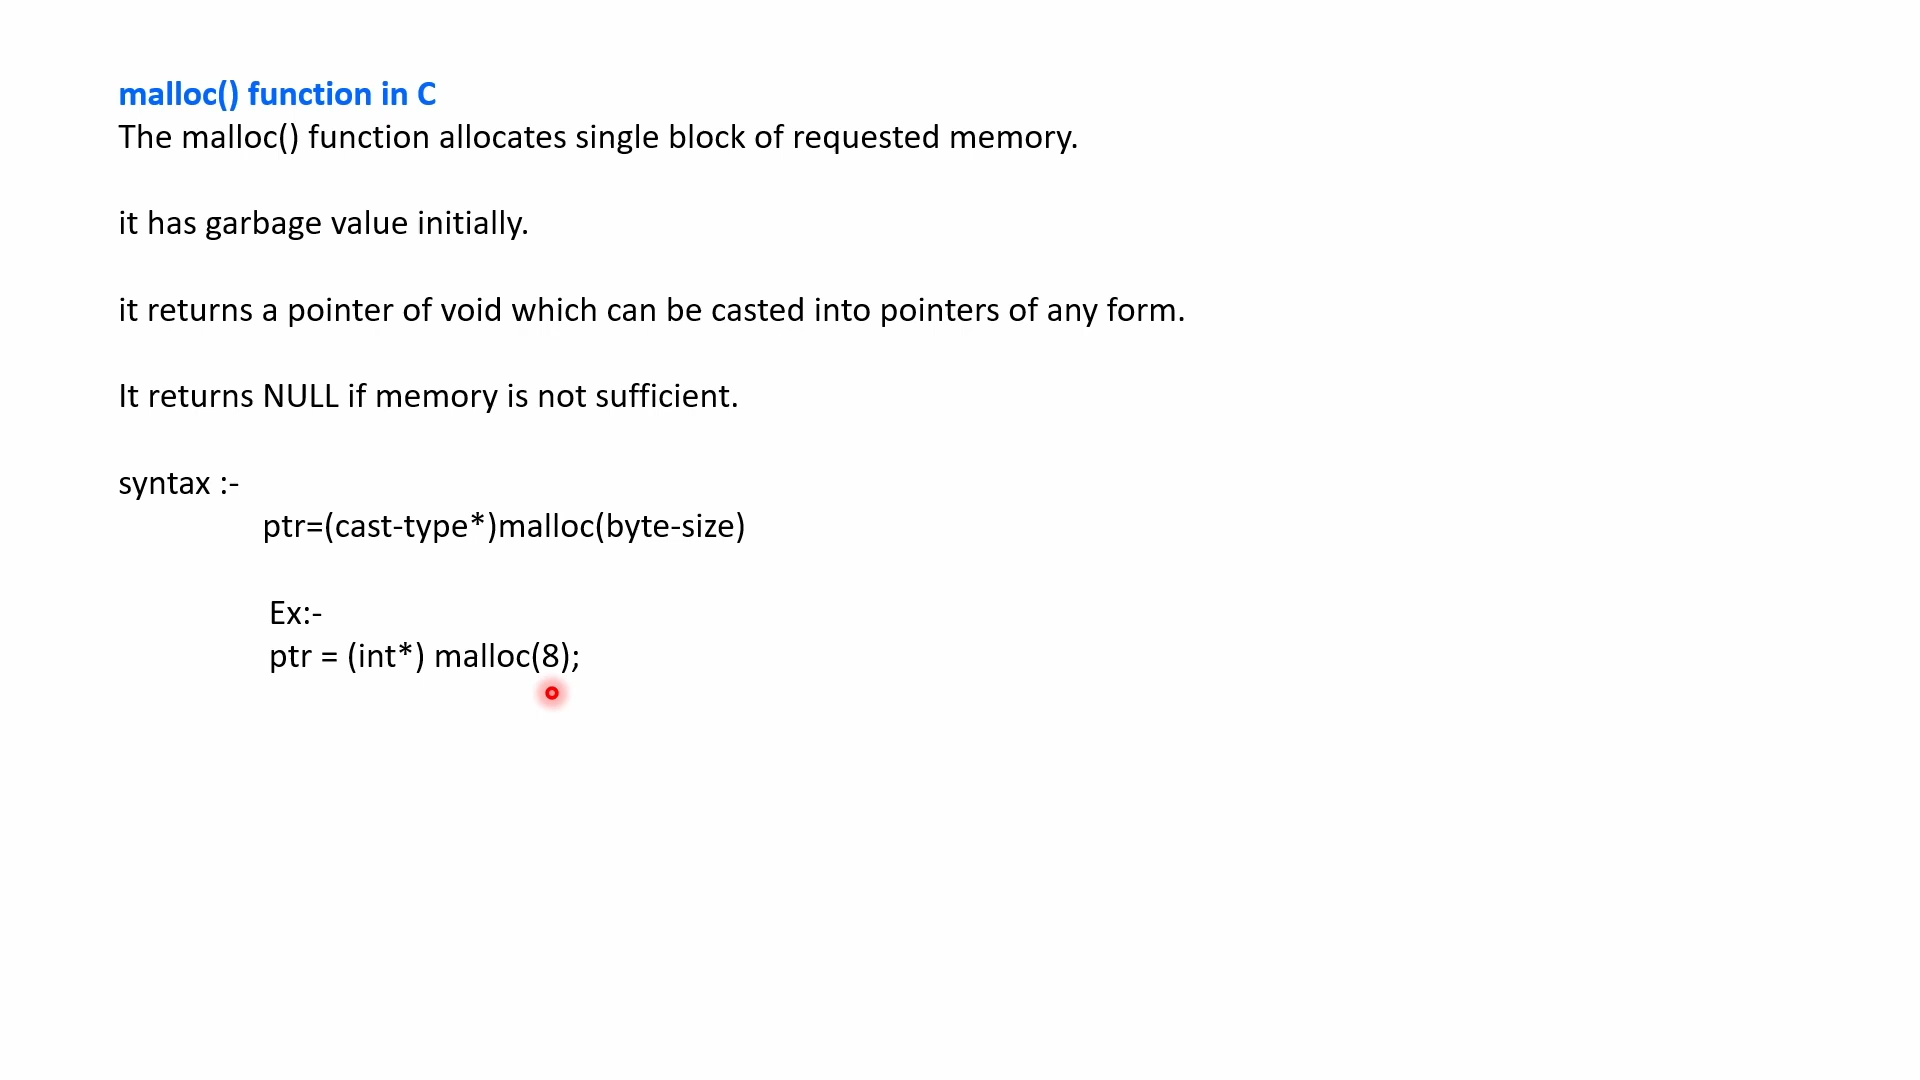 malloc() function in C
The malloc() function allocates single block of requested memory.
it has garbage value initially.
it returns a pointer of void which can be casted into pointers of any form.
It returns NULL if memory is not sufficient.
syntax :-
ptr=(cast-type*)malloc(byte-size)
Ex:-
ptr = (int*) malloc(8);